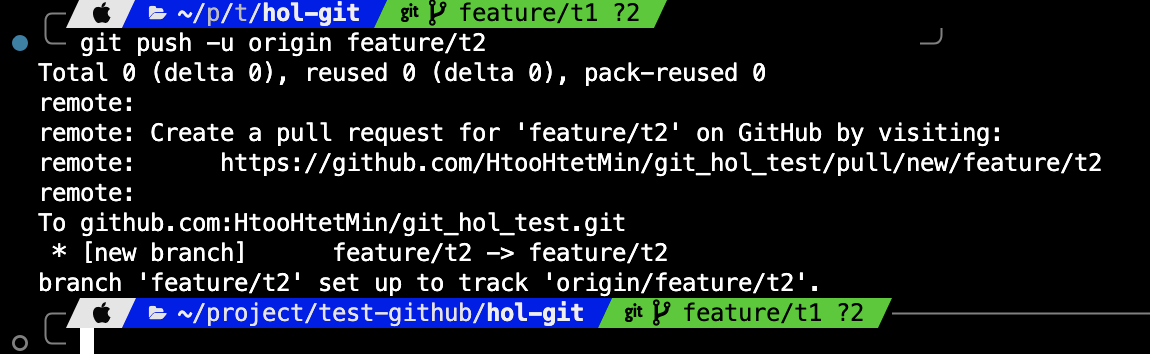 ~/p/t/hol-git git feature/t1 ?2
git push -u origin feature/t2
Total 0 (delta 0), reused 0 (delta 0), pack-reused 0
remote:
remote: Create a pull request for 'feature/t2' on GitHub by visiting:
remote:      https://github.com/HtooHtetMin/git_hol_test/pull/new/feature/t2
remote:
To github.com:HtooHtetMin/git_hol_test.git
 * [new branch]      feature/t2 -> feature/t2
branch 'feature/t2' set up to track 'origin/feature/t2'.
~/project/test-github/hol-git git feature/t1 ?2